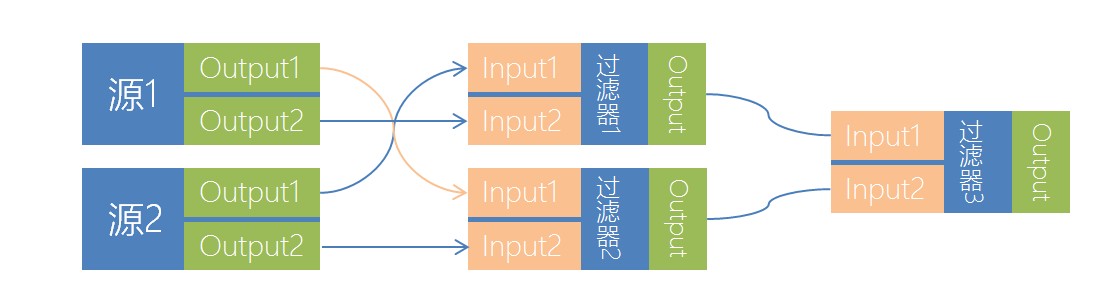 源1
Output1
Output2
源2
Output1
Output2
Input1
Input2
过滤器1
Output
Input1
Input2
过滤器2
Output
Input1
Input2
过滤器3
Output